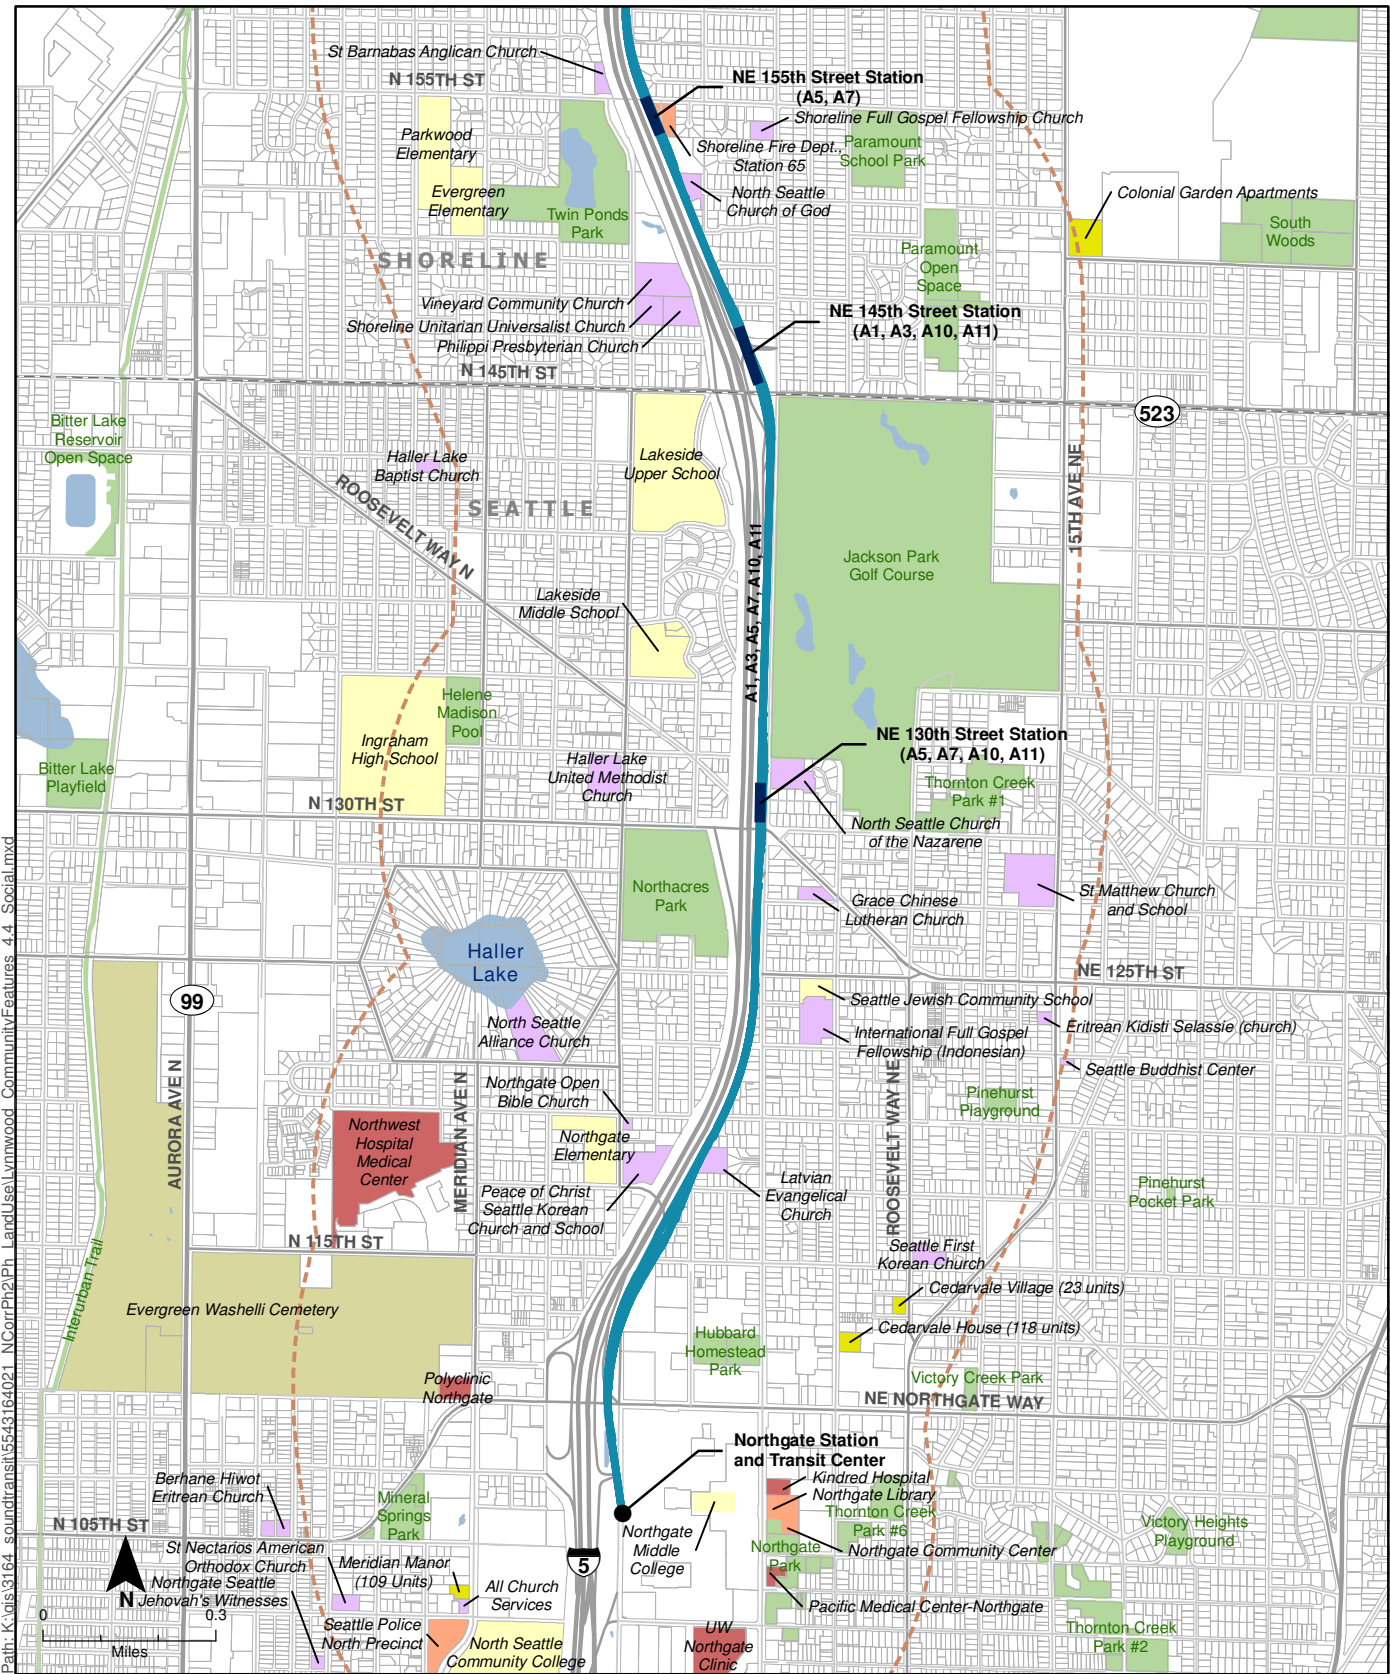 St Barnabas Anglican Church
N 155TH ST
NE 155th Street Station
(A5, A7)
Shoreline Full Gospel Fellowship Church
Parkwood
Elementary
Shoreline Fire Dept.,
Station 65
Paramount
School Park
Evergreen
Elementary
North Seattle
Church of God
Colonial Garden Apartments
Twin Ponds
Park
South
Woods
SHORELINE
Paramount
Open
Space
Vineyard Community Church
Shoreline Unitarian Universalist Church
Philippi Presbyterian Church
NE 145th Street Station
(A1, A3, A10, A11)
N 145TH ST
523
Bitter Lake
Reservoir
Open Space
Haller Lake
Baptist Church
Lakeside
Upper School
ROOSEVELT WAY N
SEATTLE
15TH AVE NE
A1, A3, A5, A7, A10, A11
Jackson Park
Golf Course
Lakeside
Middle School
Helene
Madison
Pool
Ingraham
High School
NE 130th Street Station
(A5, A7, A10, A11)
Bitter Lake
Playfield
Haller Lake
United Methodist
Church
Thornton Creek
Park #1
N 130TH ST
North Seattle Church
of the Nazarene
Northacres
Park
Grace Chinese
Lutheran Church
St Matthew Church
and School
Haller
Lake
NE 125TH ST
99
Seattle Jewish Community School
North Seattle
Alliance Church
International Full Gospel
Fellowship (Indonesian)
Eritrean Kidisti Selassie (church)
Seattle Buddhist Center
AURORA AVE N
MERIDIAN AVE N
ROOSEVELT WAY NE
Northgate Open
Bible Church
Pinehurst
Playground
Northwest
Hospital
Medical
Center
Northgate
Elementary
Peace of Christ
Seattle Korean
Church and School
Latvian
Evangelical
Church
Pinehurst
Pocket Park
N 115TH ST
Seattle First
Korean Church
Interurban Trail
Evergreen Washelli Cemetery
Cedarvale Village (23 units)
Cedarvale House (118 units)
Hubbard
Homestead
Park
Polyclinic
Northgate
Victory Creek Park
NE NORTHGATE WAY
Northgate Station
and Transit Center
Berhane Hiwot
Eritrean Church
Mineral
Springs
Park
Kindred Hospital
Northgate Library
Thornton Creek
Park #6
Victory Heights
Playground
N 105TH ST
Northgate
Middle
College
Northgate
Park
Northgate Community Center
St Nectarios American
Orthodox Church
Meridian Manor
(109 Units)
5
Northgate Seattle
Jehovah's Witnesses
All Church
Services
Pacific Medical Center-Northgate
N
0
0.3
Miles
Seattle Police
North Precinct
North Seattle
Community College
UW
Northgate
Clinic
Thornton Creek
Park #2
Path: K:\gis\3164_soundtransit\5543164021_NCorrPh2\Ph_LandUse\Lynnwood_CommunityFeatures_4.4_Social.mxd